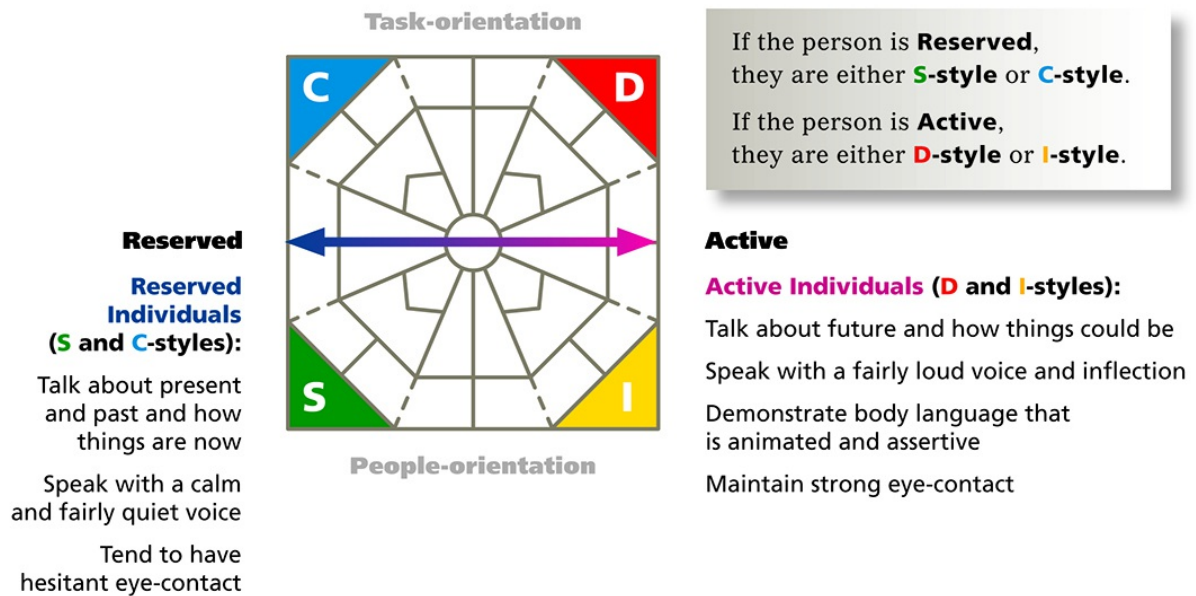 Task-orientation
C
D
S
I
People-orientation
If the person is Reserved,
they are either S-style or C-style.
If the person is Active,
they are either D-style or I-style.
Reserved
Reserved
Individuals
(S and C-styles):
Talk about present
and past and how
things are now
Speak with a calm
and fairly quiet voice
Tend to have
hesitant eye-contact
Active
Active Individuals (D and I-styles):
Talk about future and how things could be
Speak with a fairly loud voice and inflection
Demonstrate body language that
is animated and assertive
Maintain strong eye-contact